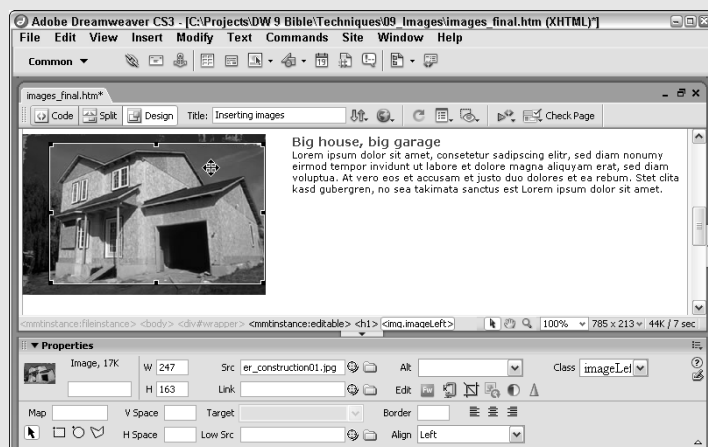 Adobe Dreamweaver CS3 - [C:\Projects\DW 9 Bible\Techniques\09_Images\images_final.htm (XHTML)*]
File Edit View Insert Modify Text Commands Site Window Help
Common
images_final.htm*
Code Split Design Title: Inserting images Check Page
Big house, big garage
Lorem ipsum dolor sit amet, consetetur sadipscing elitr, sed diam nonumy
eirmod tempor invidunt ut labore et dolore magna aliquyam erat, sed diam
voluptua. At vero eos et accusam et justo duo dolores et ea rebum. Stet clita
kasd gubergren, no sea takimata sanctus est Lorem ipsum dolor sit amet.
<mmtinstance:fileinstance> <body> <div#wrapper> <mmtinstance:editable> <h1> <img.imageLeft> 100% 785 x 213 44K / 7 sec
Properties
Image, 17K W 247 Src er_construction01.jpg Alt Class imageLef
H 163 Link Edit Fw
Map V Space Target Border
H Space Low Src Align Left